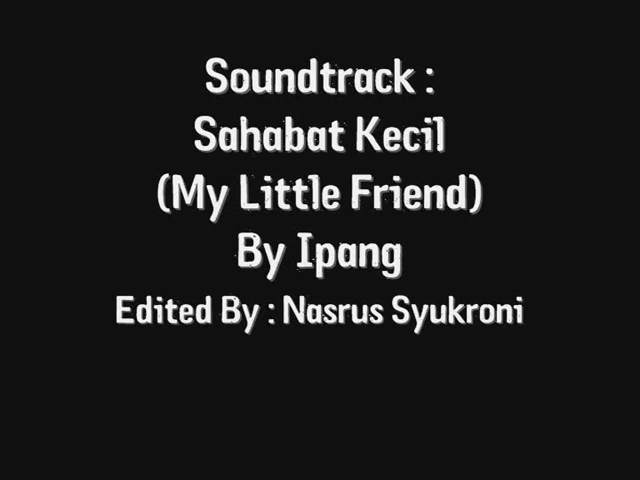 Soundtrack :
Sahabat Kecil
(My Little Friend)
By Ipang
Edited By : Nasrus Syukroni